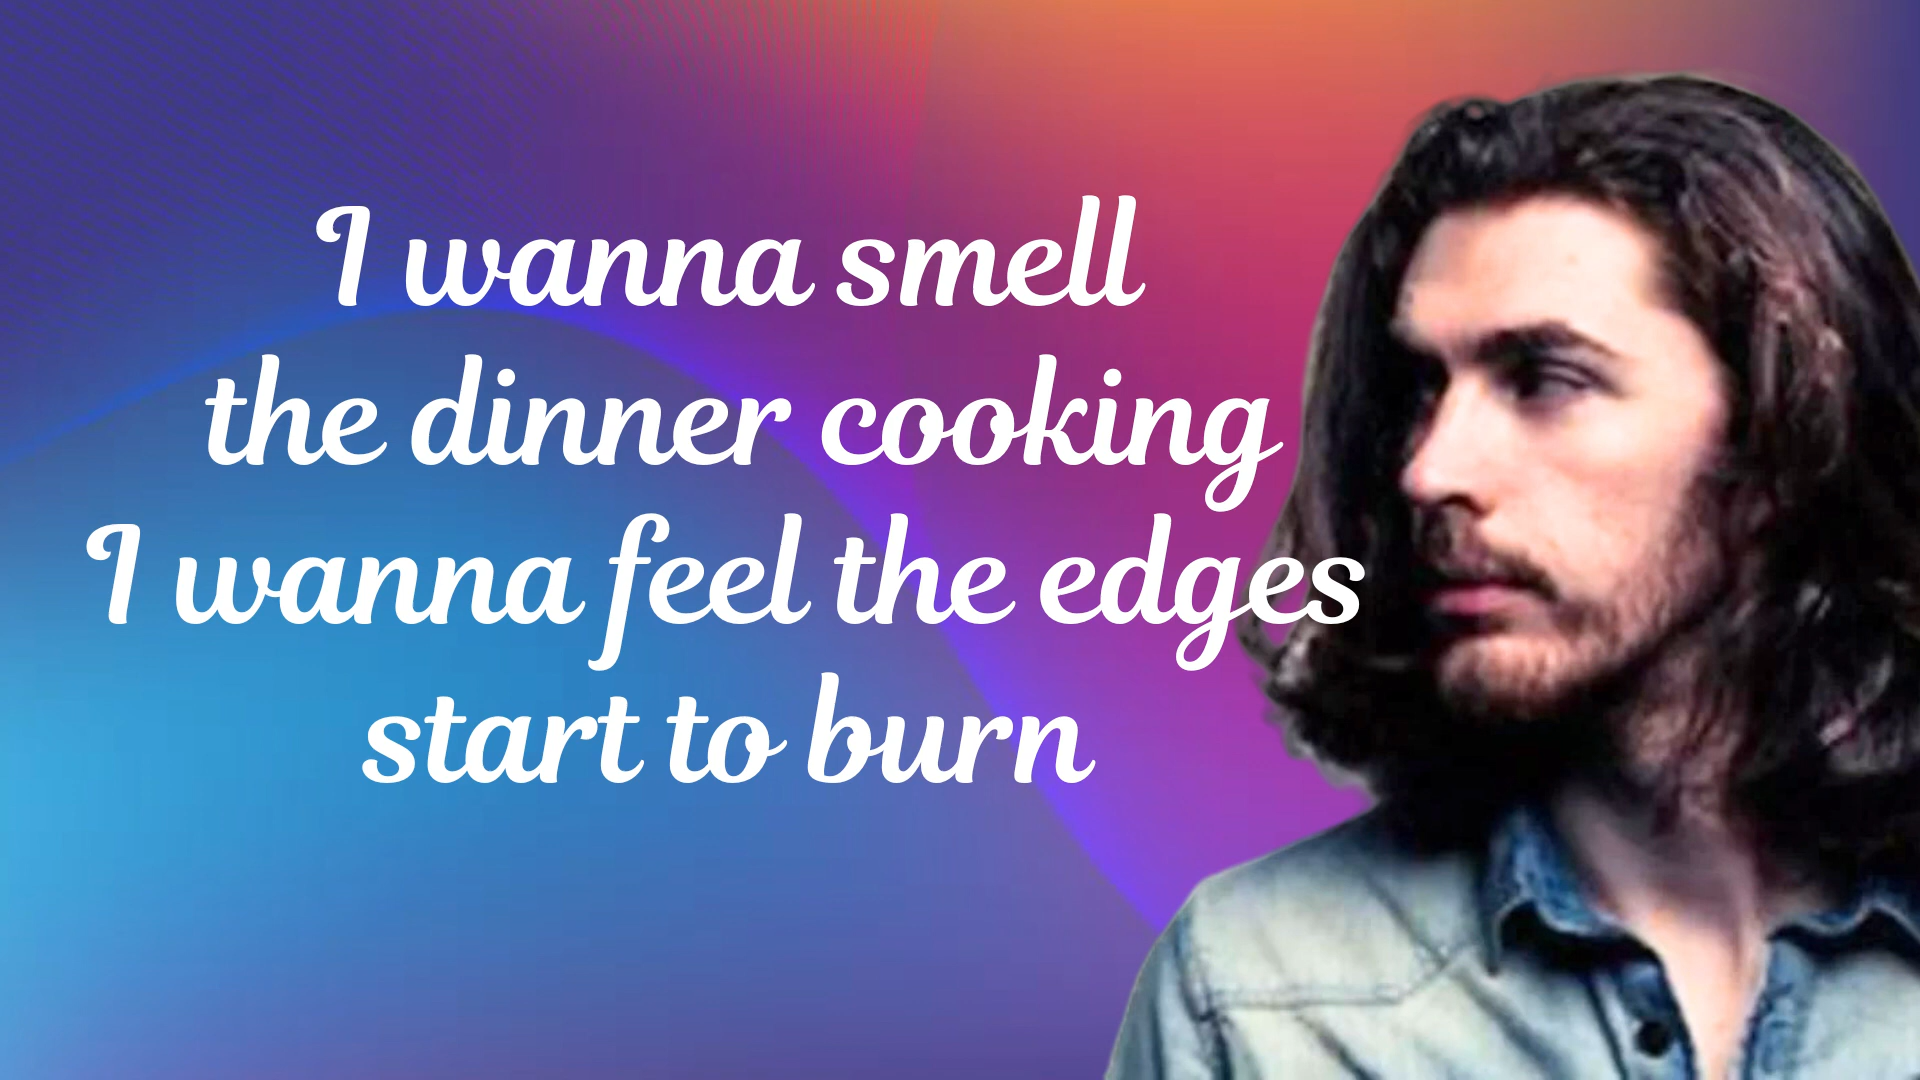 I wanna smell
the dinner cooking
I wanna feel the edges
start to burn